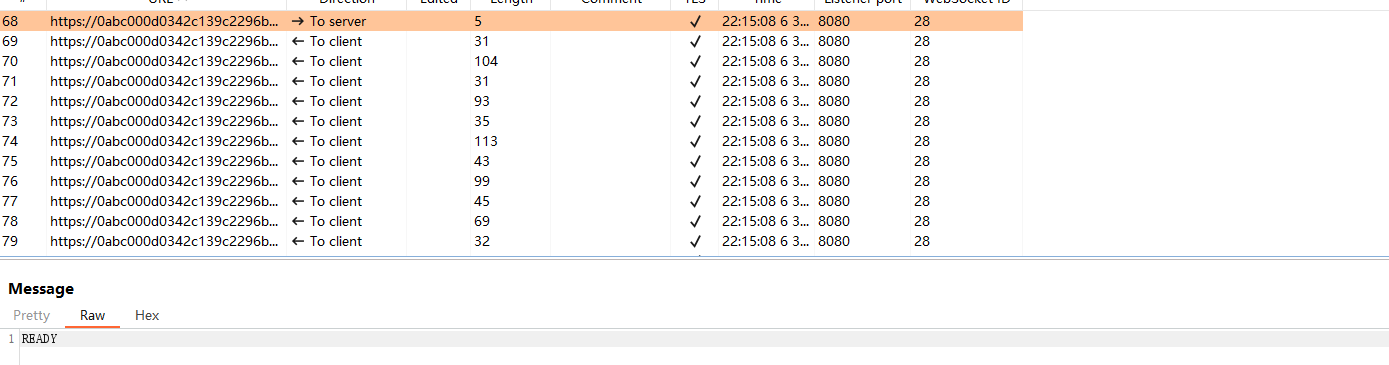 # URL Direction Edited Length Comment TLS Time Listener port WebSocket ID
68 https://0abc000d0342c139c2296b... → To server 5 ✓ 22:15:08 6 3... 8080 28
69 https://0abc000d0342c139c2296b... ← To client 31 ✓ 22:15:08 6 3... 8080 28
70 https://0abc000d0342c139c2296b... ← To client 104 ✓ 22:15:08 6 3... 8080 28
71 https://0abc000d0342c139c2296b... ← To client 31 ✓ 22:15:08 6 3... 8080 28
72 https://0abc000d0342c139c2296b... ← To client 93 ✓ 22:15:08 6 3... 8080 28
73 https://0abc000d0342c139c2296b... ← To client 35 ✓ 22:15:08 6 3... 8080 28
74 https://0abc000d0342c139c2296b... ← To client 113 ✓ 22:15:08 6 3... 8080 28
75 https://0abc000d0342c139c2296b... ← To client 43 ✓ 22:15:08 6 3... 8080 28
76 https://0abc000d0342c139c2296b... ← To client 99 ✓ 22:15:08 6 3... 8080 28
77 https://0abc000d0342c139c2296b... ← To client 45 ✓ 22:15:08 6 3... 8080 28
78 https://0abc000d0342c139c2296b... ← To client 69 ✓ 22:15:08 6 3... 8080 28
79 https://0abc000d0342c139c2296b... ← To client 32 ✓ 22:15:08 6 3... 8080 28
Message
Pretty Raw Hex
1 READY